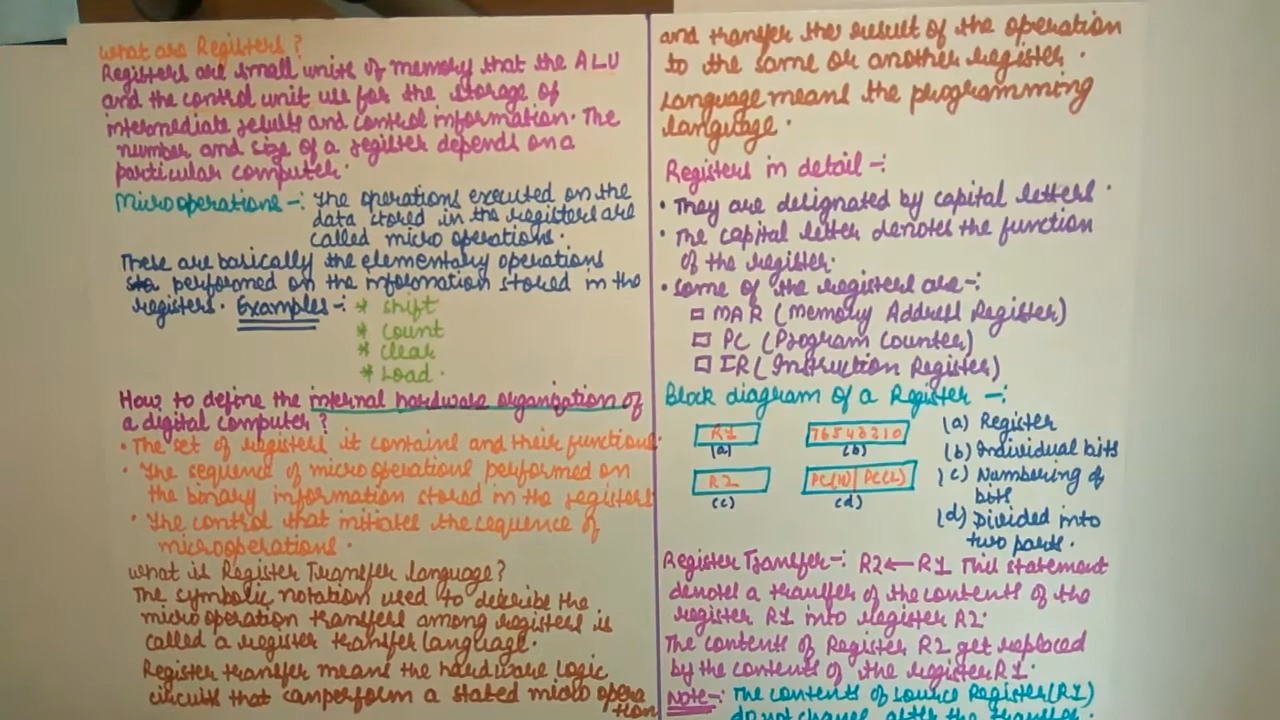 What are Registers ?
Registers are small units of memory that the ALU
and the control unit use for the storage of
intermediate results and control information. The
number and size of a register depends on a
particular computer.
Microoperations -: The operations executed on the
data stored in the registers are
called micro operations.
These are basically the elementary operations
performed on the information stored in the
registers. Examples -:
* Shift
* Count
* Clear
* Load.
How to define the internal hardware organization of
a digital computer ?
• The set of registers it contains and their functions.
• The sequence of microoperations performed on
the binary information stored in the registers
• The control that initiates the sequence of
microoperations.
What is Register Transfer Language?
The symbolic notation used to describe the
micro operation transfers among registers is
called a register transfer language.
Register transfer means the hardware logic
circuits that can perform a stated micro opera
tion
and transfer the result of the operation
to the same or another register.
Language means the programming
language.
Registers in detail -:
• They are designated by capital letters.
• The capital letter denotes the function
of the register.
• Some of the registers are -:
□ MAR (Memory Address Register)
□ PC (Program Counter)
□ IR (Instruction Register)
Block diagram of a Register -:
R1
(a)
76543210
(b)
R2
(c)
PC(H) PC(L)
(d)
(a) Register
(b) Individual bits
(c) Numbering of
bits
(d) Divided into
two parts.
Register Transfer -: R2 ← R1 This statement
denotes a transfer of the contents of the
register R1 into register R2.
The contents of Register R2 get replaced
by the contents of the register R1.
Note -: The contents of source Register (R1)
do not change after the transfer.